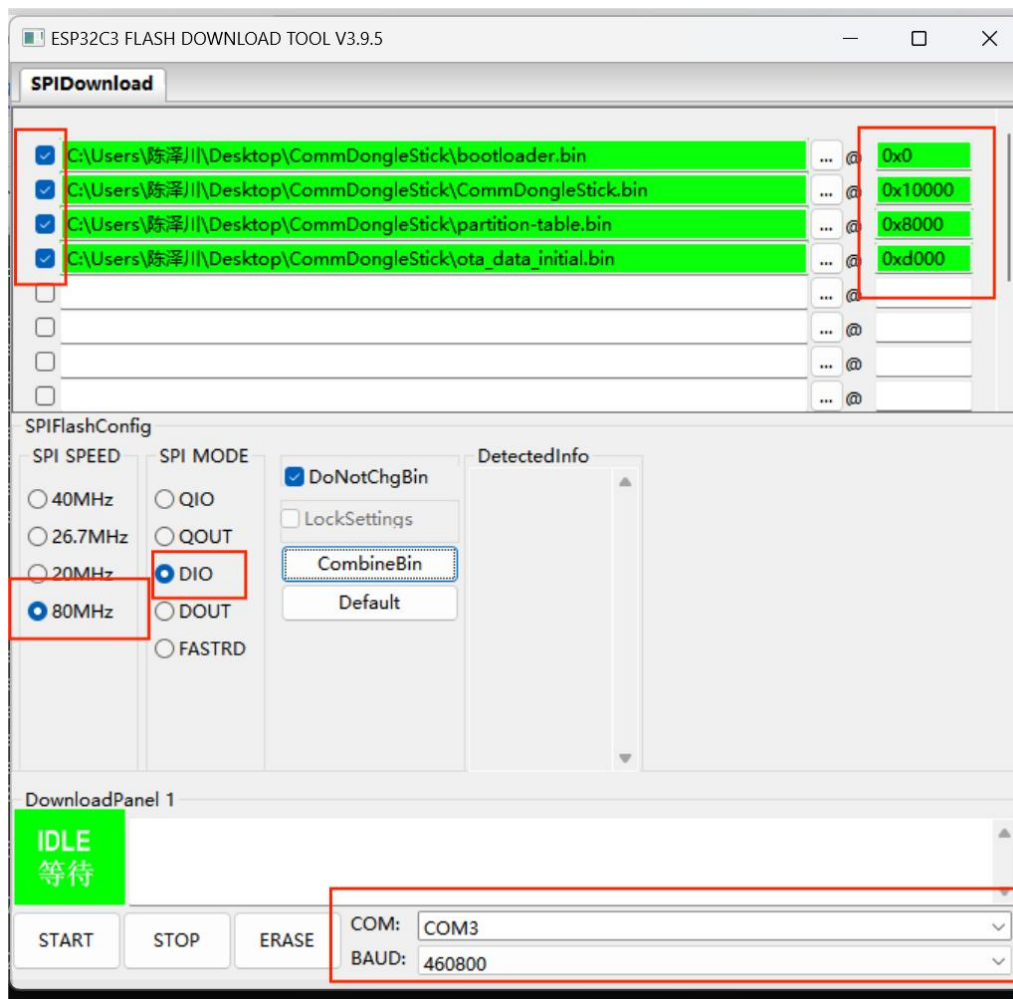 ESP32C3 FLASH DOWNLOAD TOOL V3.9.5
SPIDownload
C:\Users\陈泽川\Desktop\CommDongleStick\bootloader.bin ... @ 0x0
C:\Users\陈泽川\Desktop\CommDongleStick\CommDongleStick.bin ... @ 0x10000
C:\Users\陈泽川\Desktop\CommDongleStick\partition-table.bin ... @ 0x8000
C:\Users\陈泽川\Desktop\CommDongleStick\ota_data_initial.bin ... @ 0xd000
... @
... @
... @
... @
SPIFlashConfig
SPI SPEED
40MHz
26.7MHz
20MHz
80MHz
SPI MODE
QIO
QOUT
DIO
DOUT
FASTRD
DoNotChgBin
LockSettings
CombineBin
Default
DetectedInfo
DownloadPanel 1
IDLE
等待
START STOP ERASE
COM: COM3
BAUD: 460800